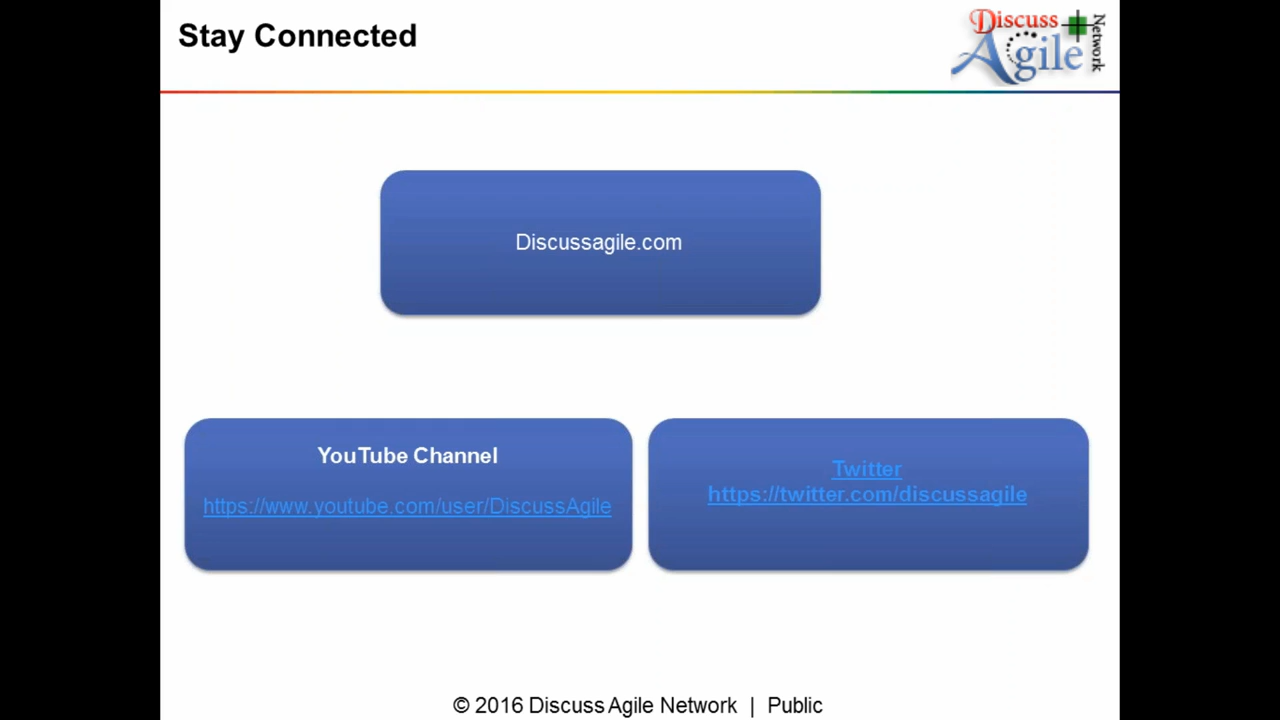 Stay Connected
Discuss
Agile
Network
Discussagile.com
YouTube Channel
https://www.youtube.com/user/DiscussAgile
Twitter
https://twitter.com/discussagile
© 2016 Discuss Agile Network | Public